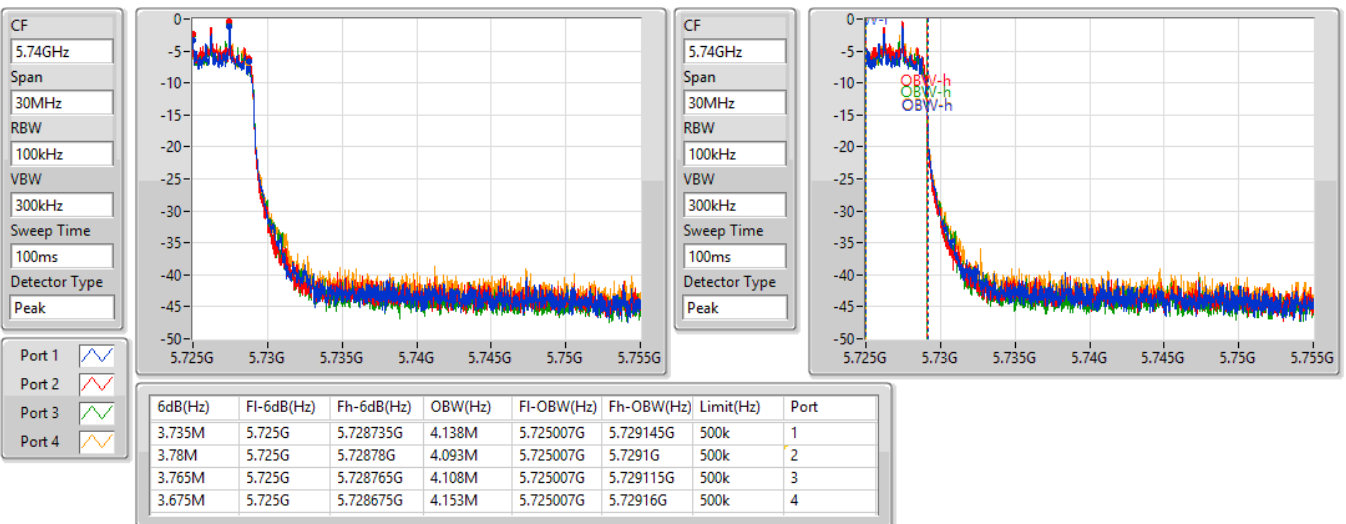 CF
5.74GHz
Span
30MHz
RBW
100kHz
VBW
300kHz
Sweep Time
100ms
Detector Type
Peak
0
-5
-10
-15
-20
-25
-30
-35
-40
-45
-50
5.725G 5.73G 5.735G 5.74G 5.745G 5.75G 5.755G
CF
5.74GHz
Span
30MHz
RBW
100kHz
VBW
300kHz
Sweep Time
100ms
Detector Type
Peak
0
-5
-10
-15
-20
-25
-30
-35
-40
-45
-50
OBW-h
OBW-h
OBW-h
5.725G 5.73G 5.735G 5.74G 5.745G 5.75G 5.755G
Port 1
Port 2
Port 3
Port 4
6dB(Hz) Fl-6dB(Hz) Fh-6dB(Hz) OBW(Hz) Fl-OBW(Hz) Fh-OBW(Hz) Limit(Hz) Port
3.735M 5.725G 5.728735G 4.138M 5.725007G 5.729145G 500k 1
3.78M 5.725G 5.72878G 4.093M 5.725007G 5.7291G 500k 2
3.765M 5.725G 5.728765G 4.108M 5.725007G 5.729115G 500k 3
3.675M 5.725G 5.728675G 4.153M 5.725007G 5.72916G 500k 4